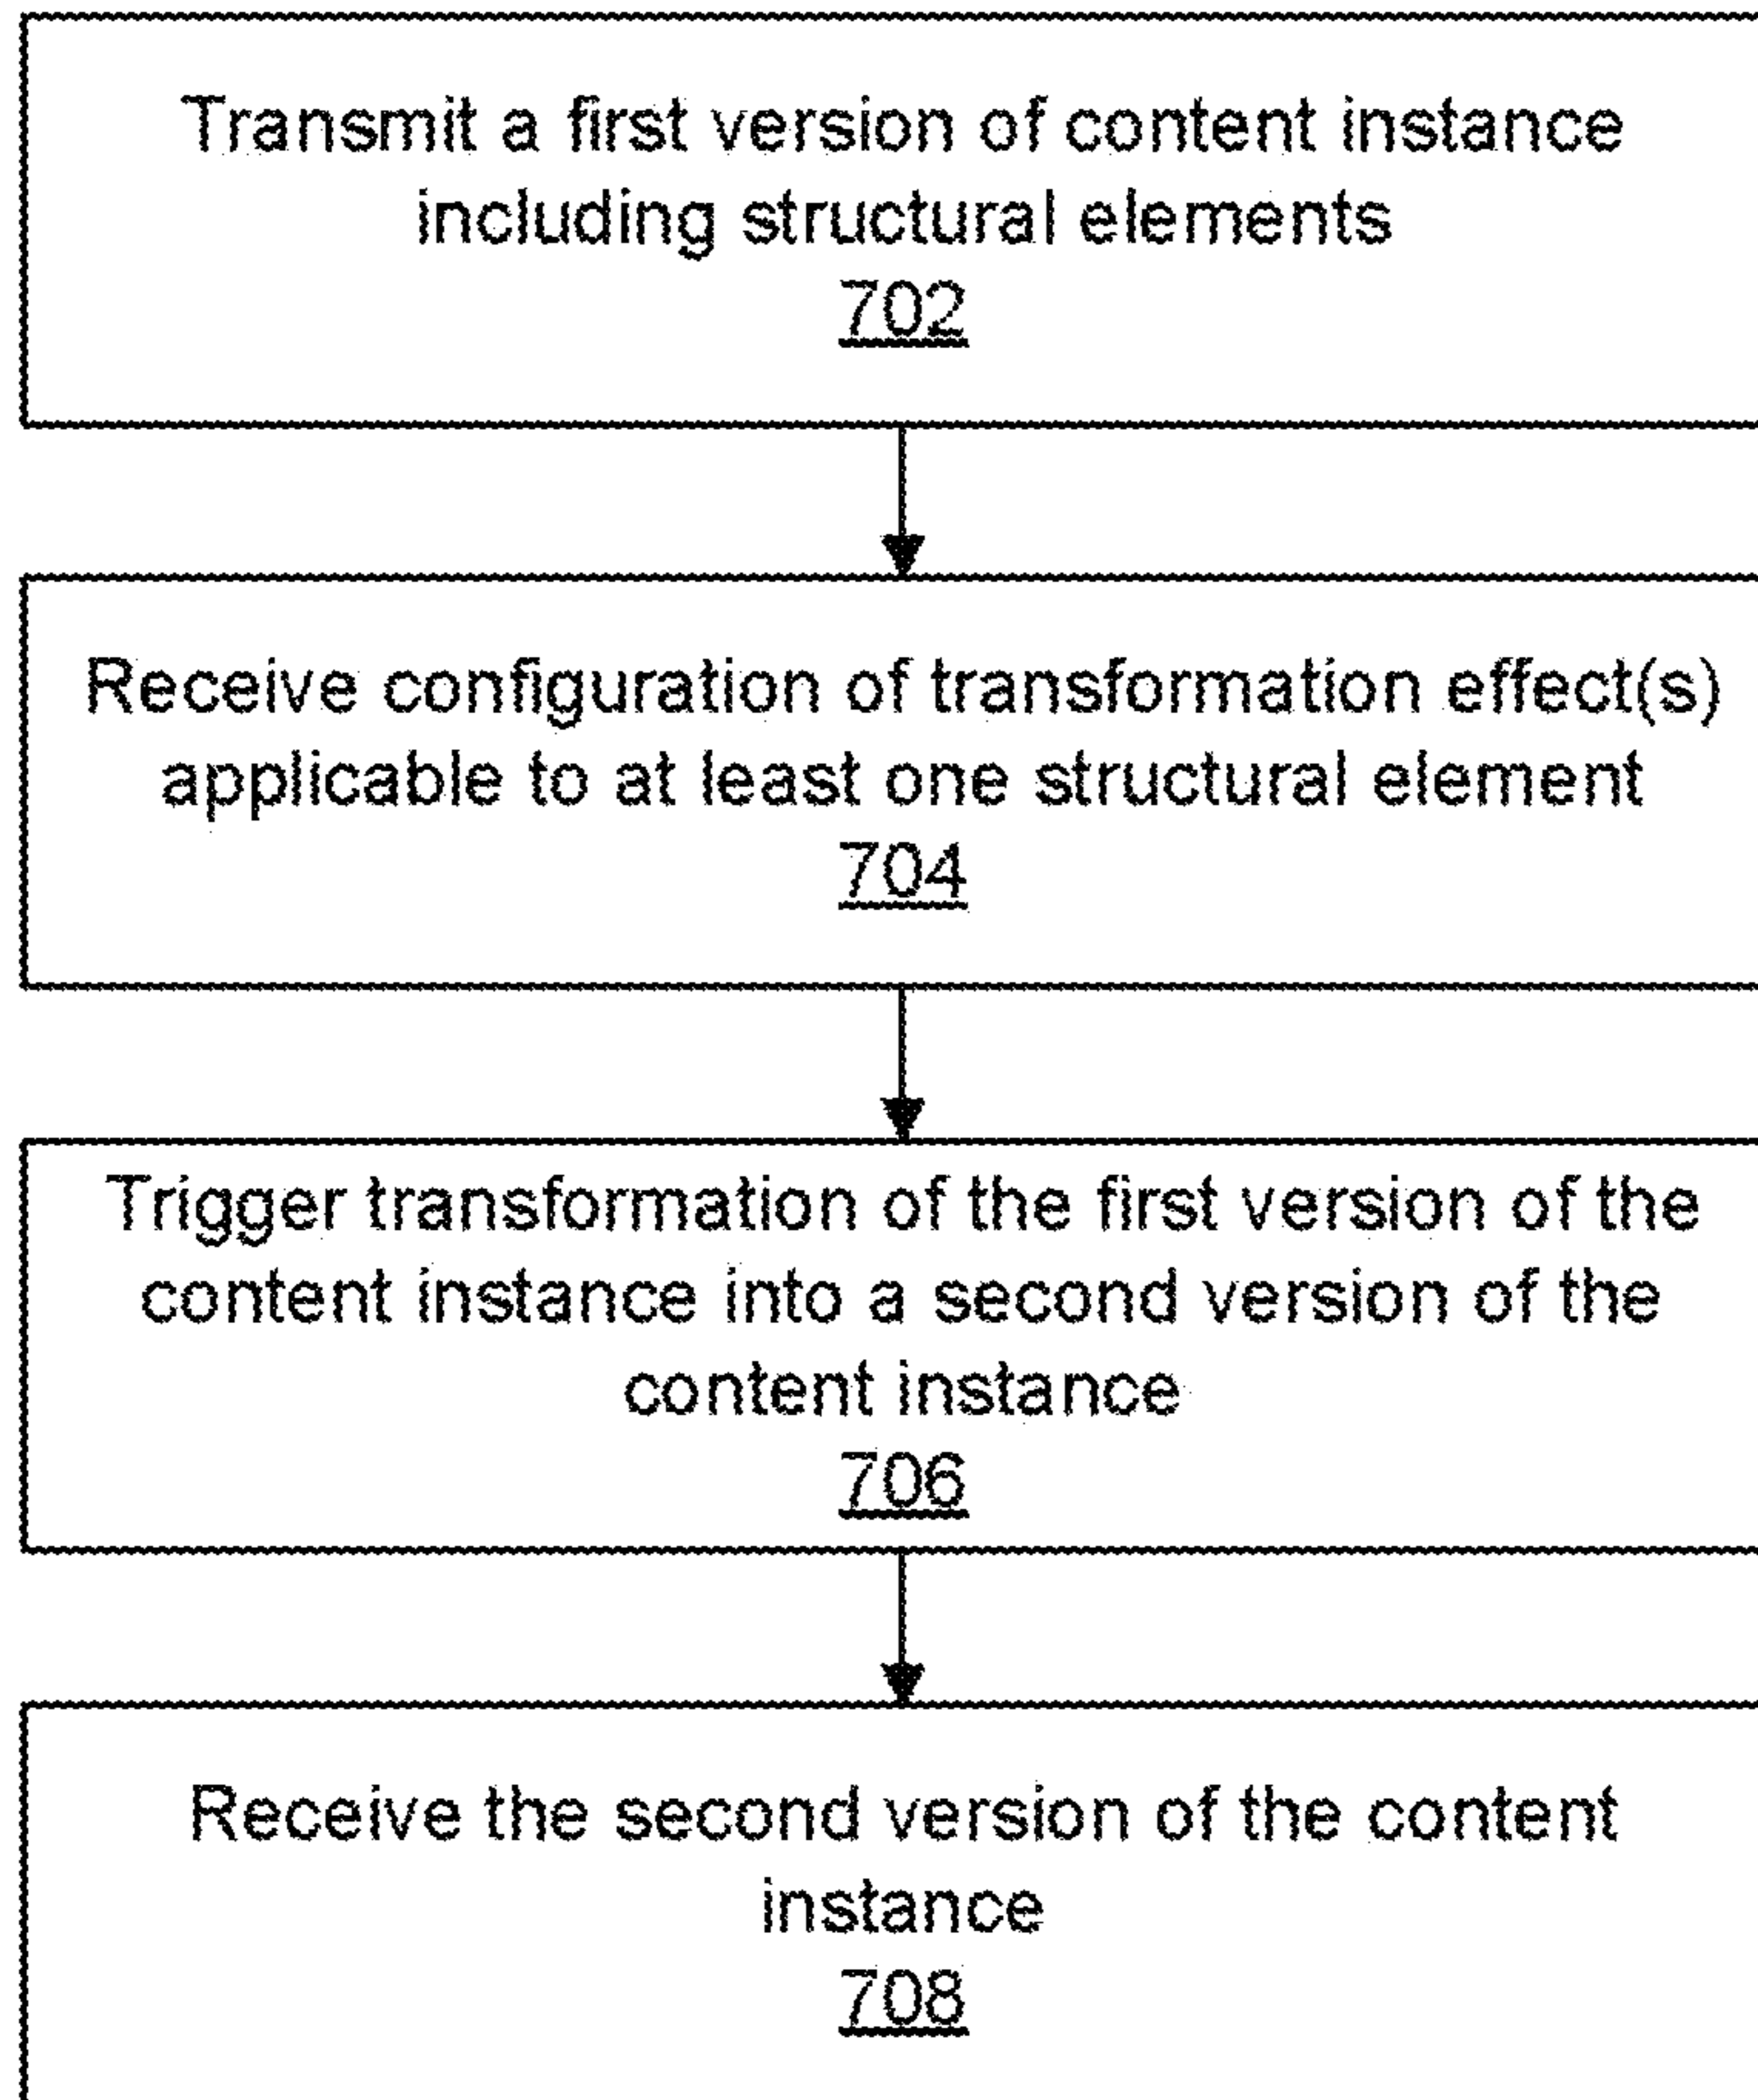 Transmit a first version of content instance
including structural elements
702
Receive configuration of transformation effect(s)
applicable to at least one structural element
704
Trigger transformation of the first version of the
content instance into a second version of the
content instance
706
Receive the second version of the content
instance
708